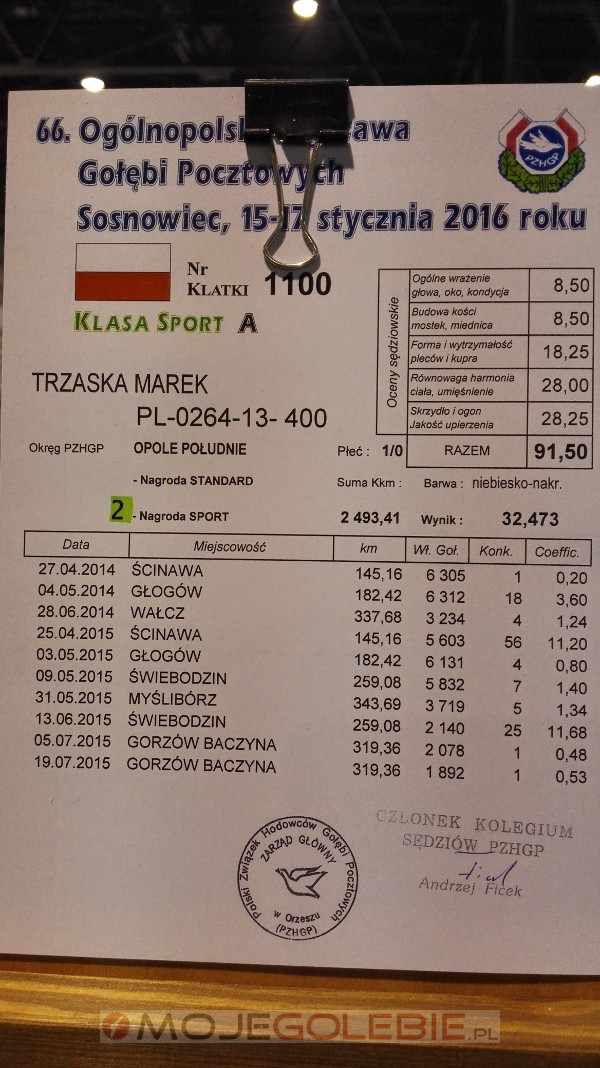 66. Ogólnopols awa
Gołębi Pocztowych
Sosnowiec, 15-17 stycznia 2016 roku
PZHGP
Nr
KLATKI 1100
KLASA SPORT A
Oceny sędziowskie
Ogólne wrażenie
głowa, oko, kondycja 8,50
Budowa kości
mostek, miednica 8,50
Forma i wytrzymałość
pleców i kupra 18,25
Równowaga harmonia
ciała, umięśnienie 28,00
Skrzydło i ogon
Jakość upierzenia 28,25
RAZEM 91,50
TRZASKA MAREK
PL-0264-13- 400
Okręg PZHGP OPOLE POŁUDNIE Płeć : 1/0
- Nagroda STANDARD Suma Kkm : Barwa : niebiesko-nakr.
2 - Nagroda SPORT 2 493,41 Wynik : 32,473
Data Miejscowość km Wł. Goł. Konk. Coeffic.
27.04.2014 ŚCINAWA 145,16 6 305 1 0,20
04.05.2014 GŁOGÓW 182,42 6 312 18 3,60
28.06.2014 WAŁCZ 337,68 3 234 4 1,24
25.04.2015 ŚCINAWA 145,16 5 603 56 11,20
03.05.2015 GŁOGÓW 182,42 6 131 4 0,80
09.05.2015 ŚWIEBODZIN 259,08 5 832 7 1,40
31.05.2015 MYŚLIBÓRZ 343,69 3 719 5 1,34
13.06.2015 ŚWIEBODZIN 259,08 2 140 25 11,68
05.07.2015 GORZÓW BACZYNA 319,36 2 078 1 0,48
19.07.2015 GORZÓW BACZYNA 319,36 1 892 1 0,53
Polski Związek Hodowców Gołębi Pocztowych
ZARZĄD GŁÓWNY
w Orzeszu
(PZHGP)
CZŁONEK KOLEGIUM
SĘDZIÓW PZHGP
Andrzej Ficek
MOJEGOLEBIE.PL